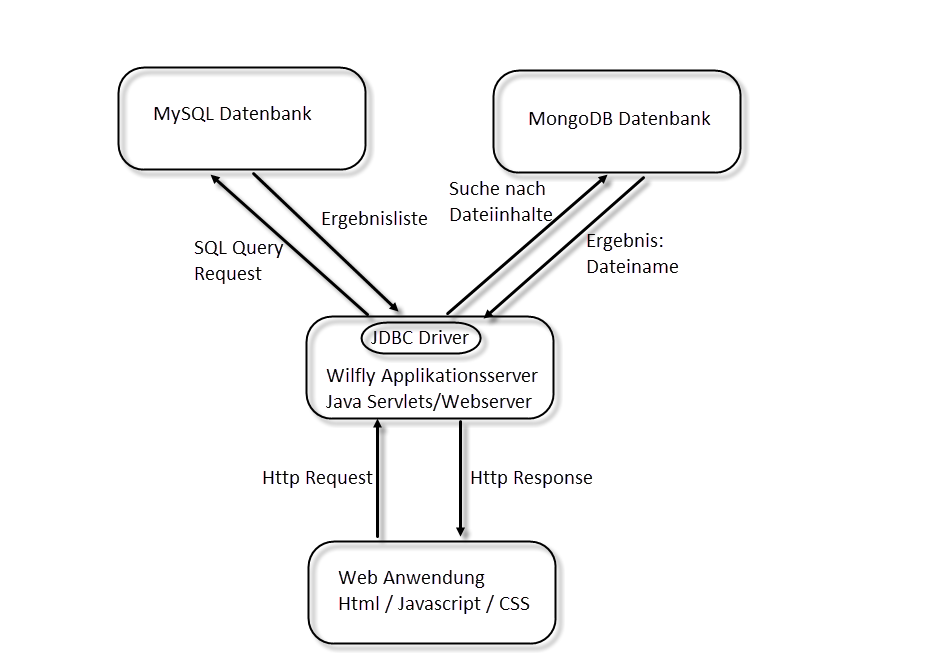 MySQL Datenbank
MongoDB Datenbank
Suche nach
Dateiinhalte
Ergebnisliste
SQL Query
Request
Ergebnis:
Dateiname
JDBC Driver
Wilfly Applikationsserver
Java Servlets/Webserver
Http Request
Http Response
Web Anwendung
Html / Javascript / CSS